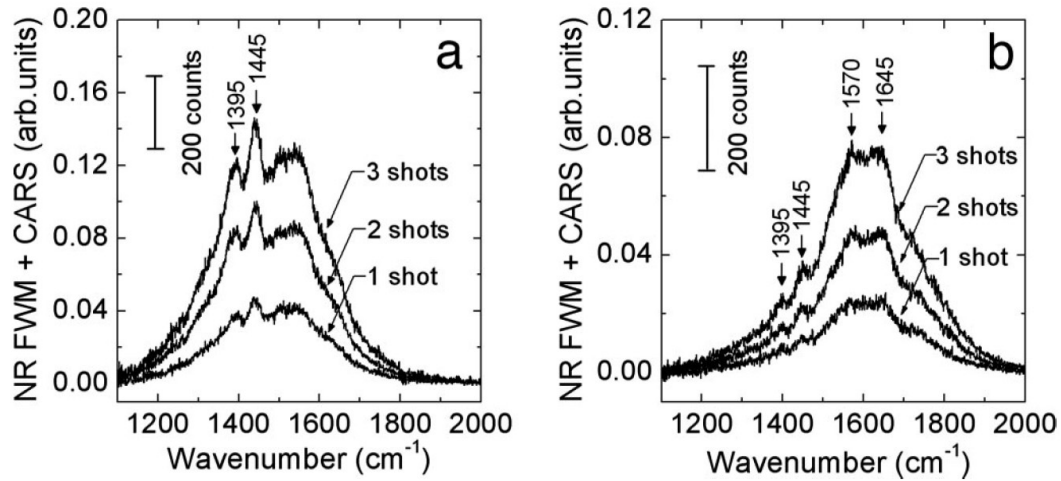 a
NR FWM + CARS (arb.units)
0.20
0.16
0.12
0.08
0.04
0.00
200 counts
1395
1445
3 shots
2 shots
1 shot
1200 1400 1600 1800 2000
Wavenumber (cm⁻¹)
b
NR FWM + CARS (arb.units)
0.12
0.08
0.04
0.00
200 counts
1395
1445
1570
1645
3 shots
2 shots
1 shot
1200 1400 1600 1800 2000
Wavenumber (cm⁻¹)